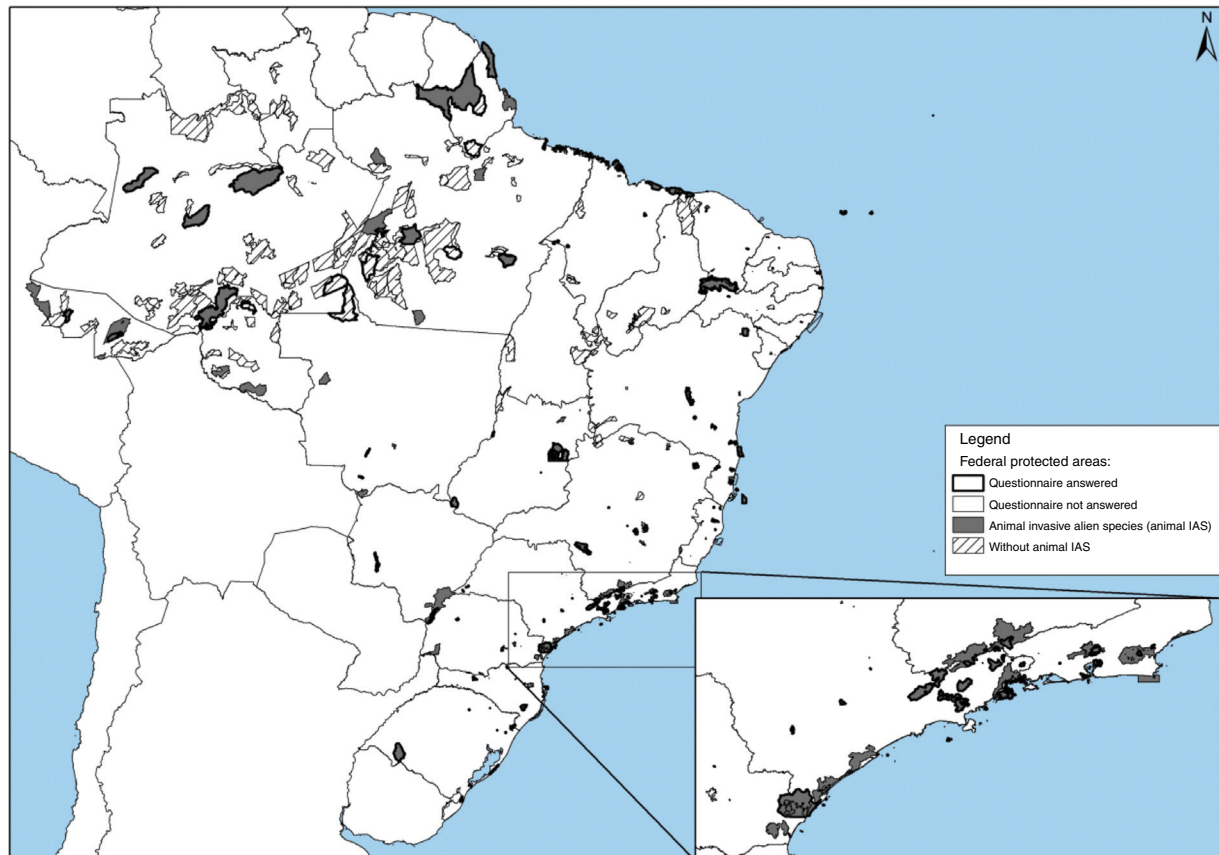 N
Legend
Federal protected areas:
Questionnaire answered
Questionnaire not answered
Animal invasive alien species (animal IAS)
Without animal IAS